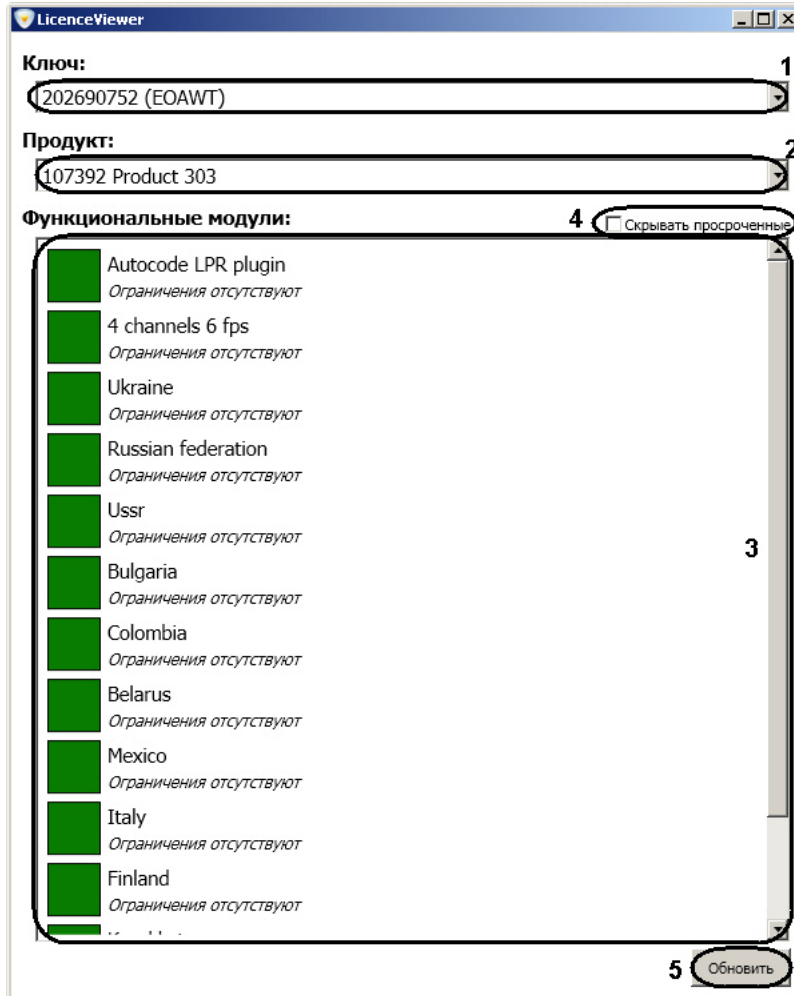 LicenceViewer
Ключ:
1
202690752 (EOAWT)
Продукт:
2
107392 Product 303
Функциональные модули:
4
Скрывать просроченные
Autocode LPR plugin
Ограничения отсутствуют
4 channels 6 fps
Ограничения отсутствуют
Ukraine
Ограничения отсутствуют
Russian federation
Ограничения отсутствуют
Ussr
Ограничения отсутствуют
3
Bulgaria
Ограничения отсутствуют
Colombia
Ограничения отсутствуют
Belarus
Ограничения отсутствуют
Mexico
Ограничения отсутствуют
Italy
Ограничения отсутствуют
Finland
Ограничения отсутствуют
5
Обновить